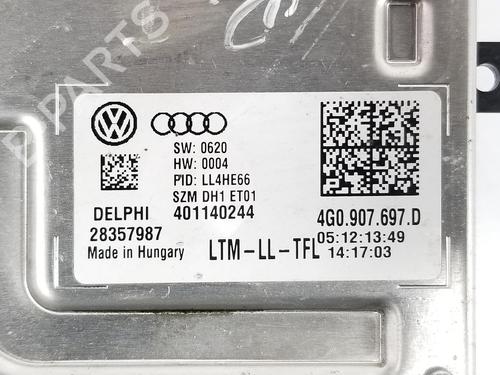 SW: 0620
HW: 0004
PID: LL4HE66
SZM DH1 ET01
DELPHI 401140244
28357987
Made in Hungary
LTM-LL-TFL
4G0.907.697.D
05:12:13:49
14:17:03
B-PARTS